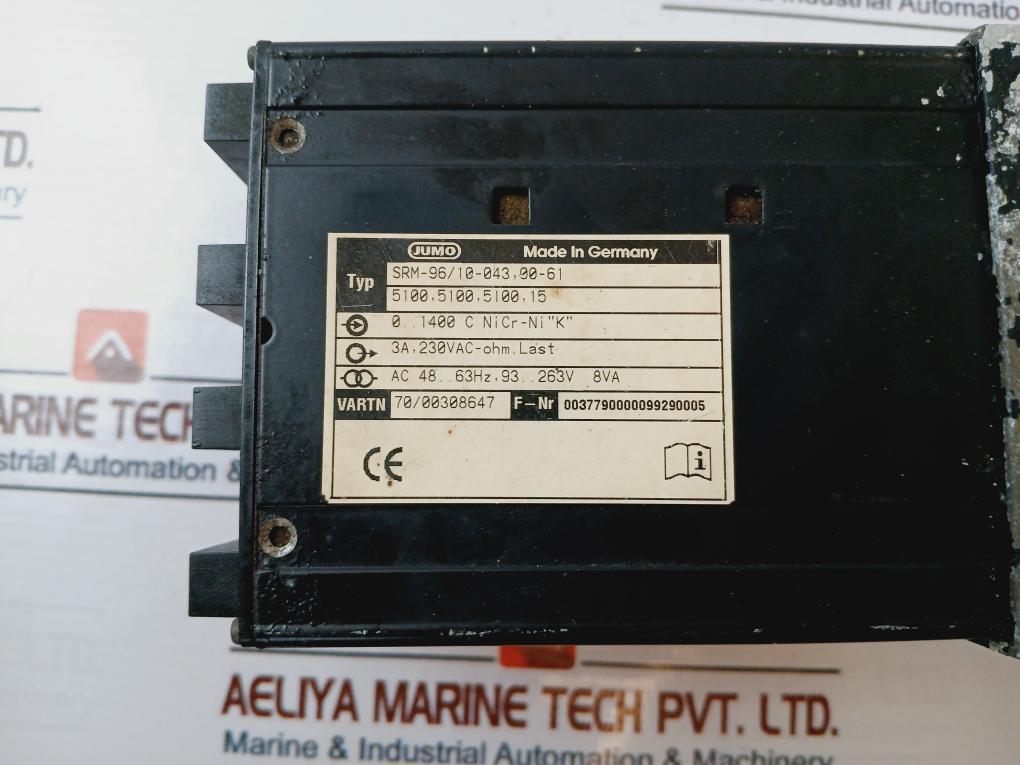 & Industrial Automation
TD.
ry
JUMO Made In Germany
Typ SRM-96/10-043,00-61
5100,5100,5100,15
0..1400 C NiCr-Ni"K"
3A,230VAC-ohm.Last
AC 48..63Hz,93..263V 8VA
VARTN 70/00308647 F-Nr 0037790000099290005
CE
i
ARINE TECH
strial Automation &
LTD.
AELIYA MARINE TECH PVT. LTD.
Marine & Industrial Automation & Machinery